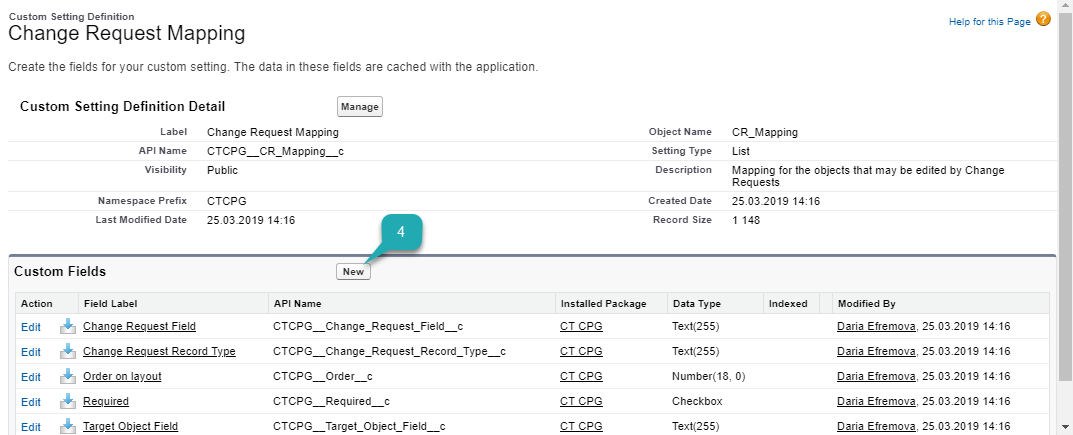 Custom Setting Definition
Change Request Mapping
Help for this Page ?
Create the fields for your custom setting. The data in these fields are cached with the application.
Custom Setting Definition Detail Manage
Label Change Request Mapping Object Name CR_Mapping
API Name CTCPG__CR_Mapping__c Setting Type List
Visibility Public Description Mapping for the objects that may be edited by Change
Requests
Namespace Prefix CTCPG Created Date 25.03.2019 14:16
Last Modified Date 25.03.2019 14:16 Record Size 1 148
4
Custom Fields New
Action Field Label API Name Installed Package Data Type Indexed Modified By
Edit Change Request Field CTCPG__Change_Request_Field__c CT CPG Text(255) Daria Efremova, 25.03.2019 14:16
Edit Change Request Record Type CTCPG__Change_Request_Record_Type__c CT CPG Text(255) Daria Efremova, 25.03.2019 14:16
Edit Order on layout CTCPG__Order__c CT CPG Number(18, 0) Daria Efremova, 25.03.2019 14:16
Edit Required CTCPG__Required__c CT CPG Checkbox Daria Efremova, 25.03.2019 14:16
Edit Target Object Field CTCPG__Target_Object_Field__c CT CPG Text(255) Daria Efremova, 25.03.2019 14:16